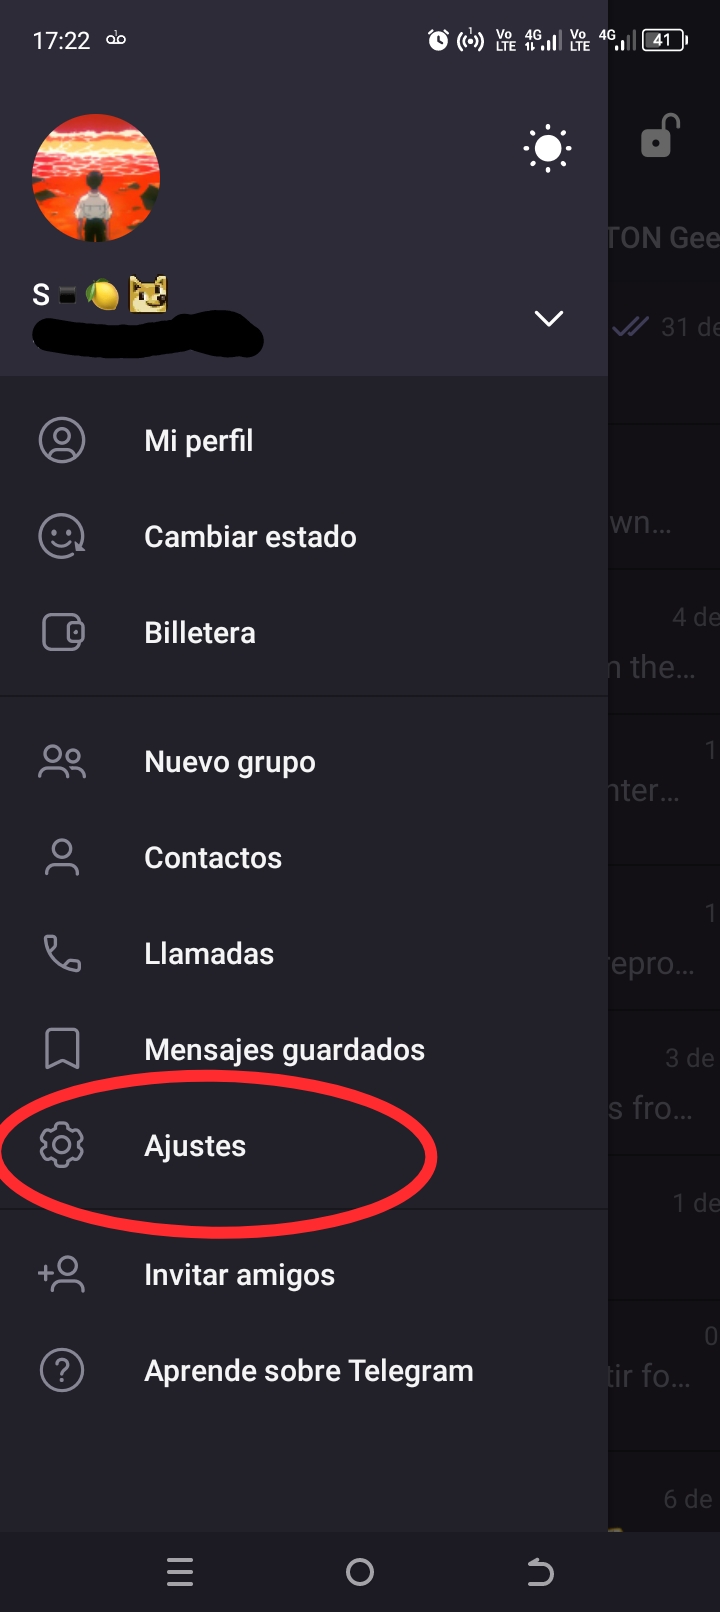 17:22
Vo LTE 4G Vo LTE 4G 41
TON Gee
S
31 de
Mi perfil
Cambiar estado
wn...
Billetera
4 de
the...
Nuevo grupo
1
nter...
Contactos
1
Llamadas
repro...
Mensajes guardados
3 de
s fro...
Ajustes
1 de
Invitar amigos
0
Aprende sobre Telegram
tir fo...
6 de